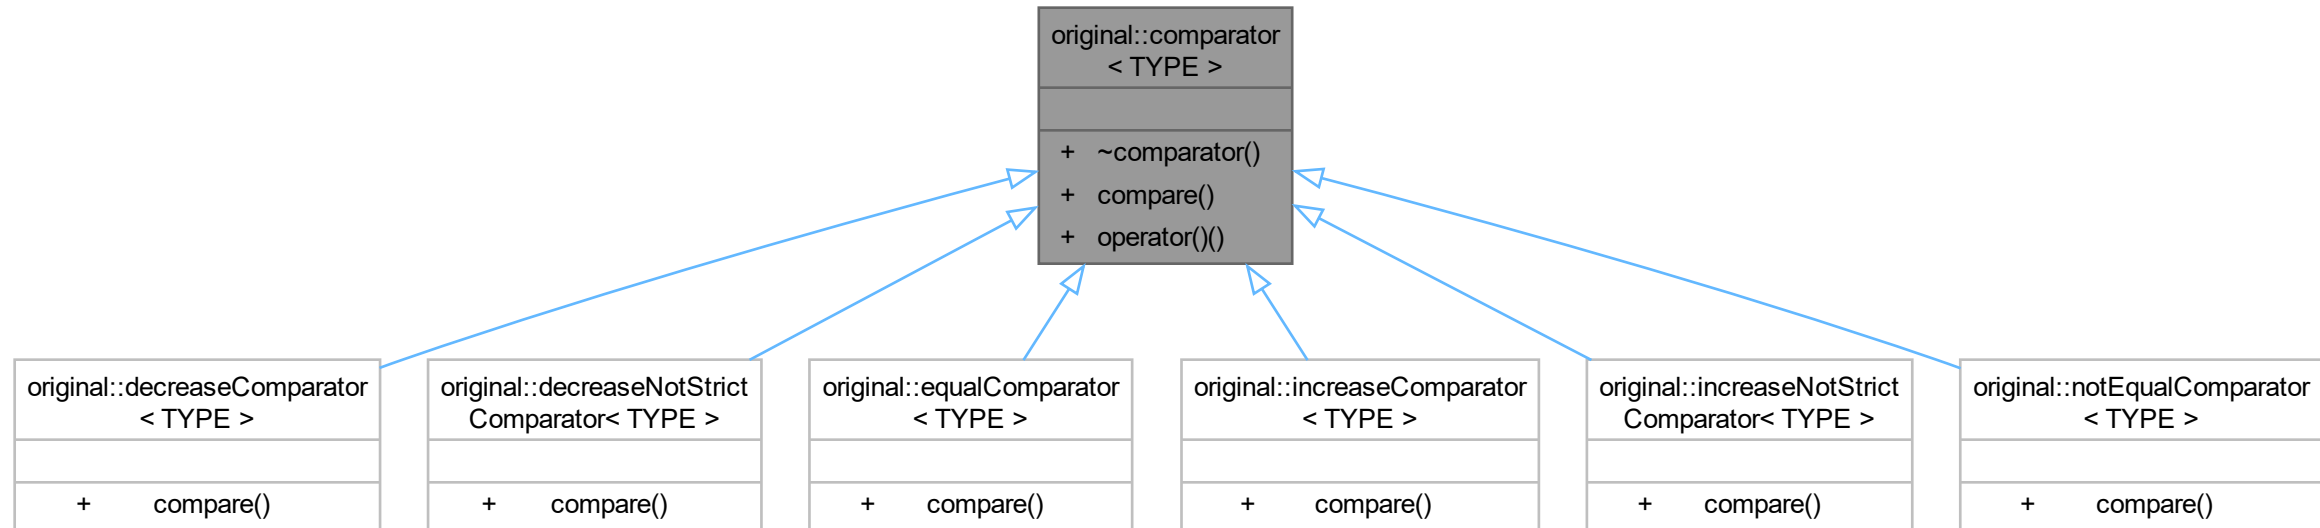 original::comparator
< TYPE >
+ ~comparator()
+ compare()
+ operator()()
original::decreaseComparator
< TYPE >
+ compare()
original::decreaseNotStrict
Comparator< TYPE >
+ compare()
original::equalComparator
< TYPE >
+ compare()
original::increaseComparator
< TYPE >
+ compare()
original::increaseNotStrict
Comparator< TYPE >
+ compare()
original::notEqualComparator
< TYPE >
+ compare()